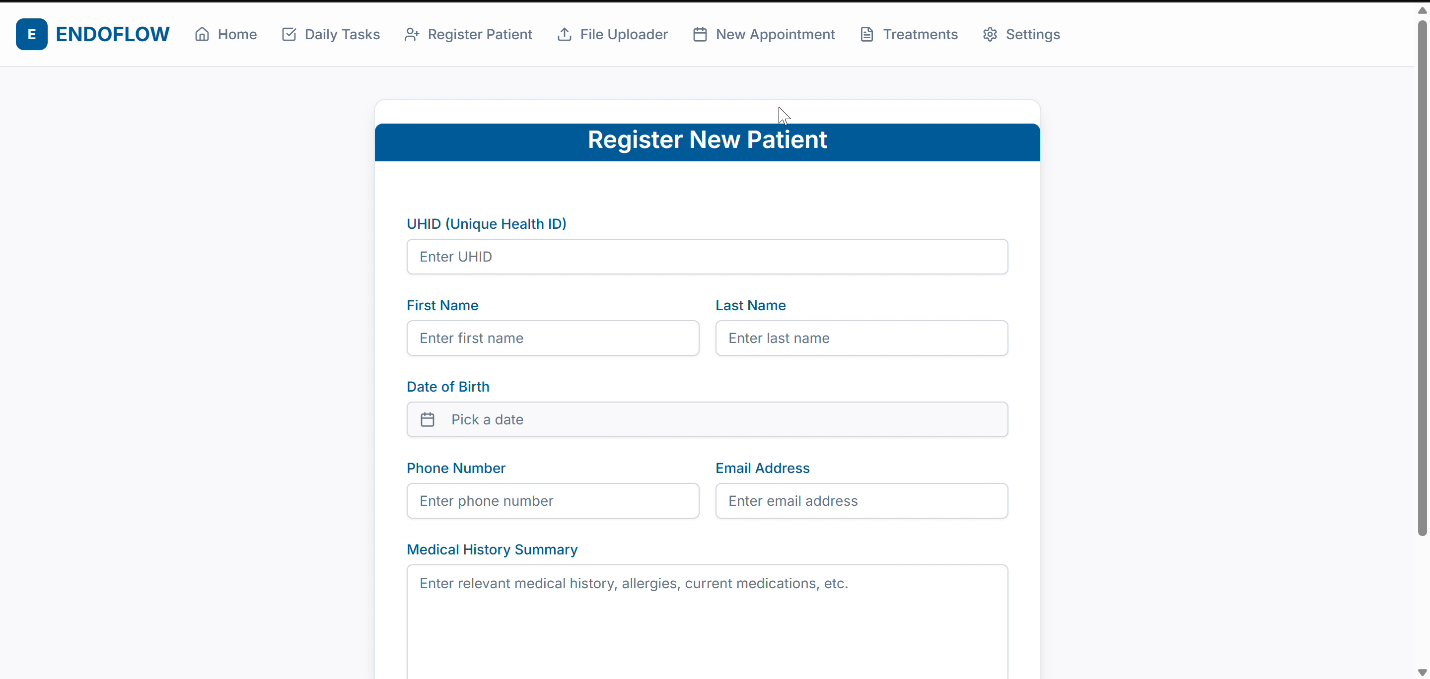 E ENDOFLOW Home Daily Tasks Register Patient File Uploader New Appointment Treatments Settings
Register New Patient
UHID (Unique Health ID)
Enter UHID
First Name Last Name
Enter first name Enter last name
Date of Birth
Pick a date
Phone Number Email Address
Enter phone number Enter email address
Medical History Summary
Enter relevant medical history, allergies, current medications, etc.